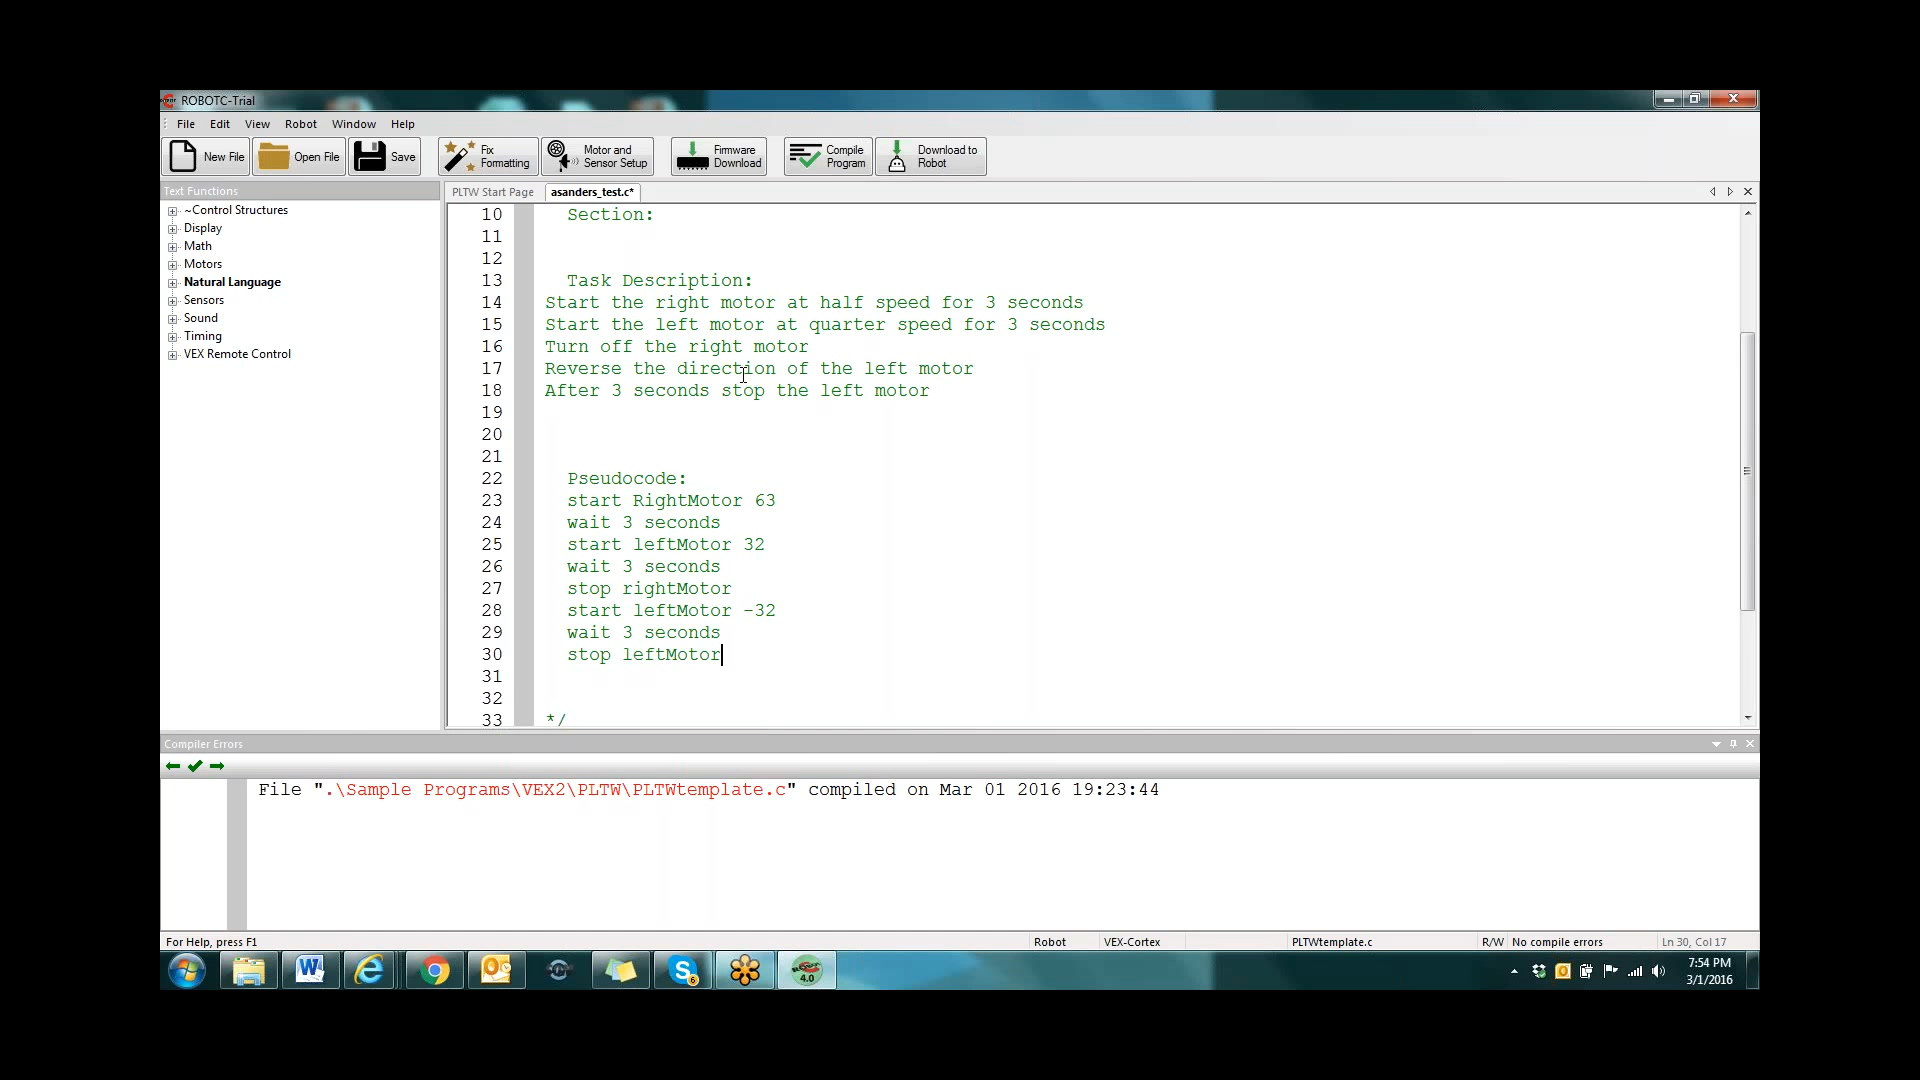 ROBOTC-Trial
File Edit View Robot Window Help
New File Open File Save Fix Formatting Motor and Sensor Setup Firmware Download Compile Program Download to Robot
Text Functions
PLTW Start Page asanders_test.c*
~Control Structures
Display
Math
Motors
Natural Language
Sensors
Sound
Timing
VEX Remote Control
10 Section:
11
12
13 Task Description:
14 Start the right motor at half speed for 3 seconds
15 Start the left motor at quarter speed for 3 seconds
16 Turn off the right motor
17 Reverse the direction of the left motor
18 After 3 seconds stop the left motor
19
20
21
22 Pseudocode:
23 start RightMotor 63
24 wait 3 seconds
25 start leftMotor 32
26 wait 3 seconds
27 stop rightMotor
28 start leftMotor -32
29 wait 3 seconds
30 stop leftMotor
31
32
33 */
Compiler Errors
File ".\Sample Programs\VEX2\PLTW\PLTWtemplate.c" compiled on Mar 01 2016 19:23:44
For Help, press F1 Robot VEX-Cortex PLTWtemplate.c R/W No compile errors Ln 30, Col 17
7:54 PM
3/1/2016